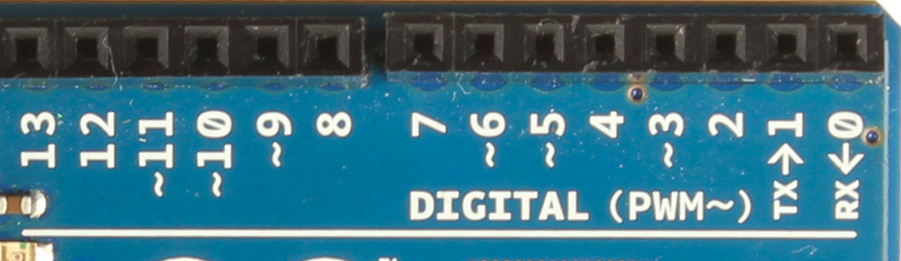 13 12 ~11 ~10 ~9 8 7 ~6 ~5 4 ~3 2 TX→1 RX←0
DIGITAL (PWM~)